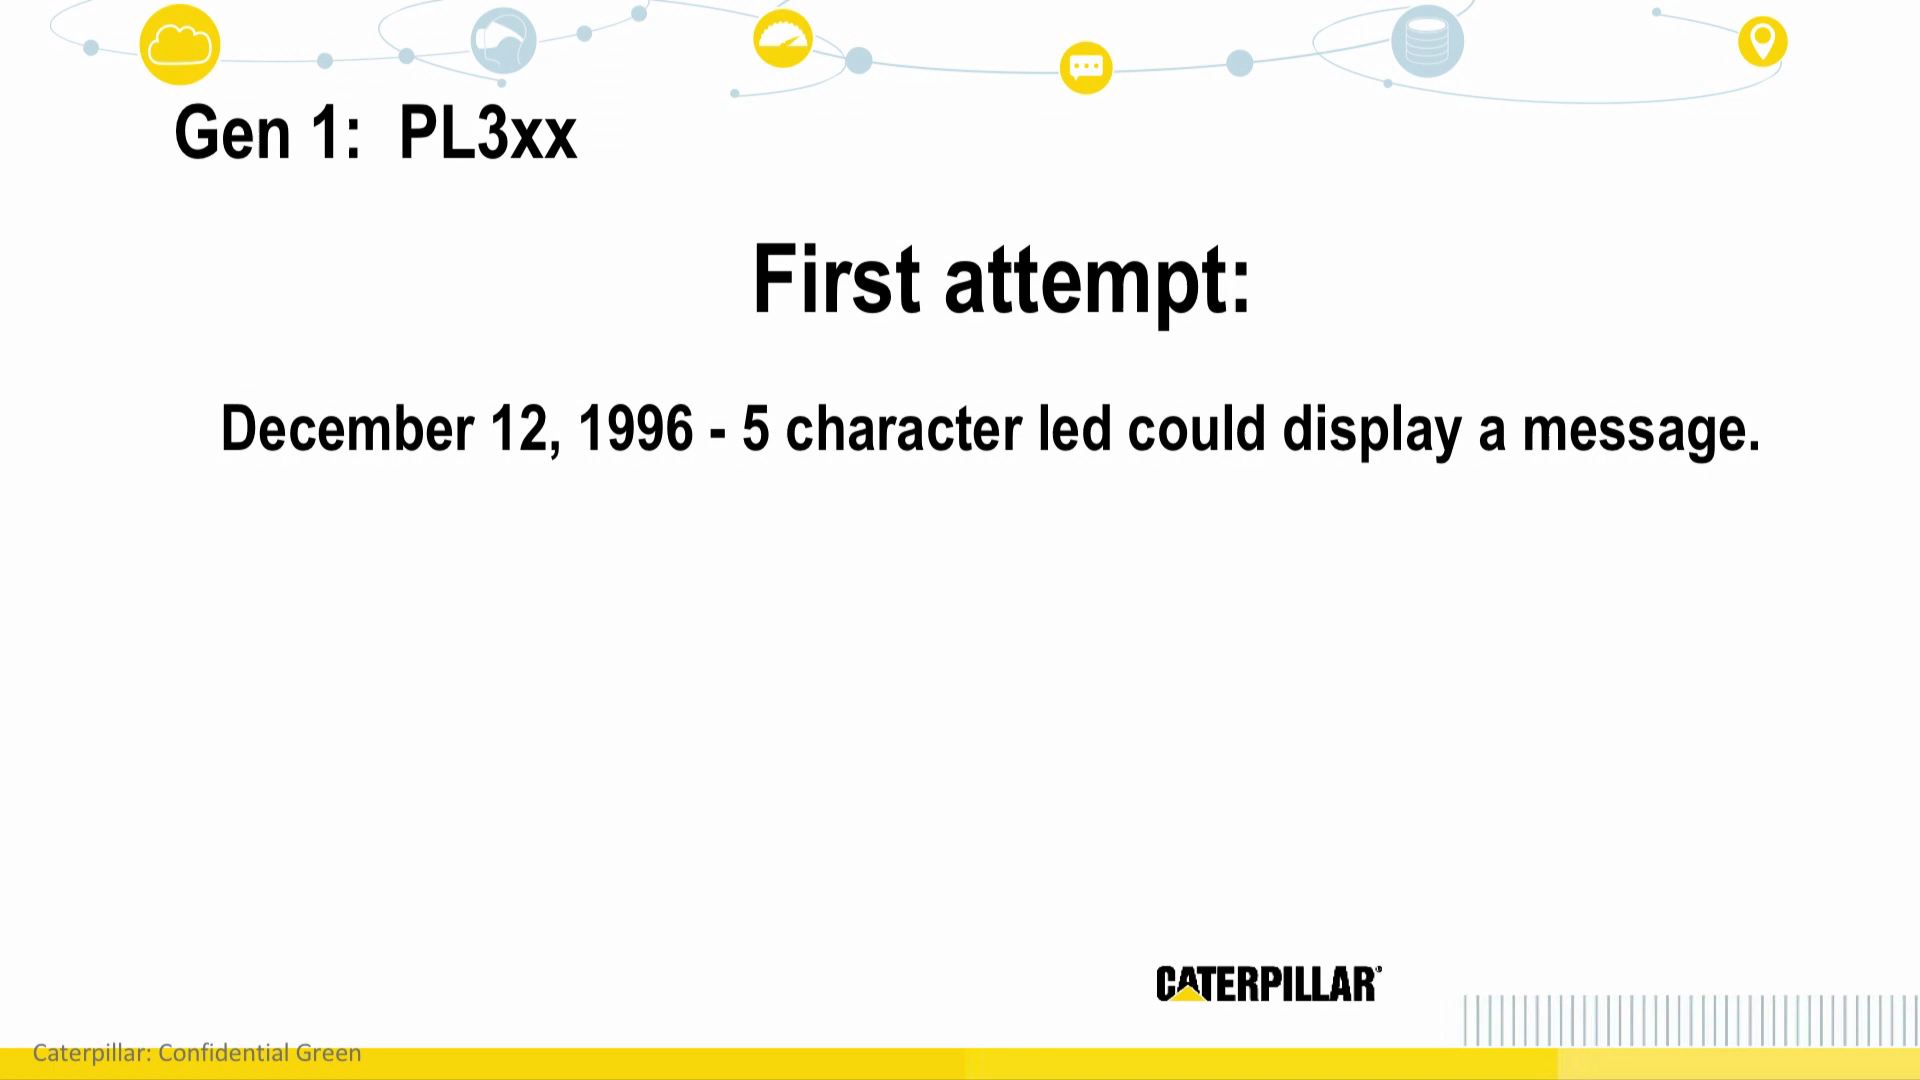 Gen 1:  PL3xx
First attempt:
December 12, 1996 - 5 character led could display a message.
CATERPILLAR®
Caterpillar: Confidential Green